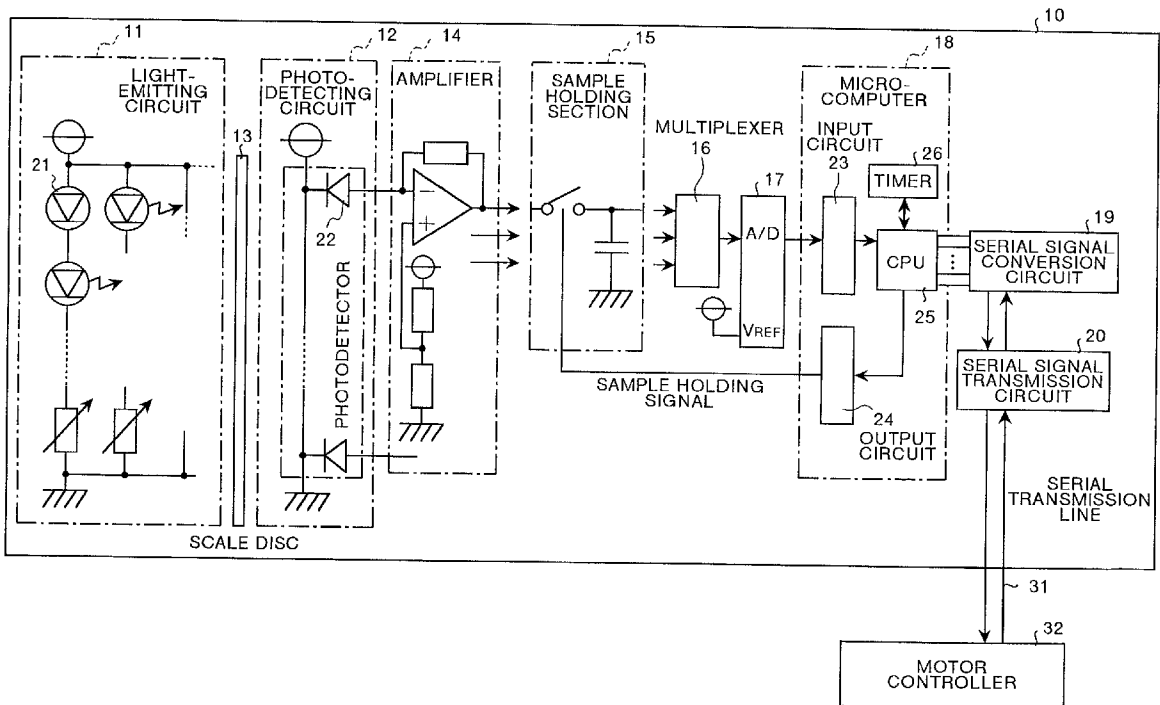 10
11
LIGHT-
EMITTING
CIRCUIT
21
13
SCALE DISC
12
PHOTO-
DETECTING
CIRCUIT
22
PHOTODETECTOR
14
AMPLIFIER
−
+
15
SAMPLE
HOLDING
SECTION
MULTIPLEXER
16
17
A/D
VREF
SAMPLE HOLDING
SIGNAL
18
MICRO-
COMPUTER
INPUT
CIRCUIT
23
26
TIMER
CPU
25
24
OUTPUT
CIRCUIT
19
SERIAL SIGNAL
CONVERSION
CIRCUIT
20
SERIAL SIGNAL
TRANSMISSION
CIRCUIT
SERIAL
TRANSMISSION
LINE
31
32
MOTOR
CONTROLLER